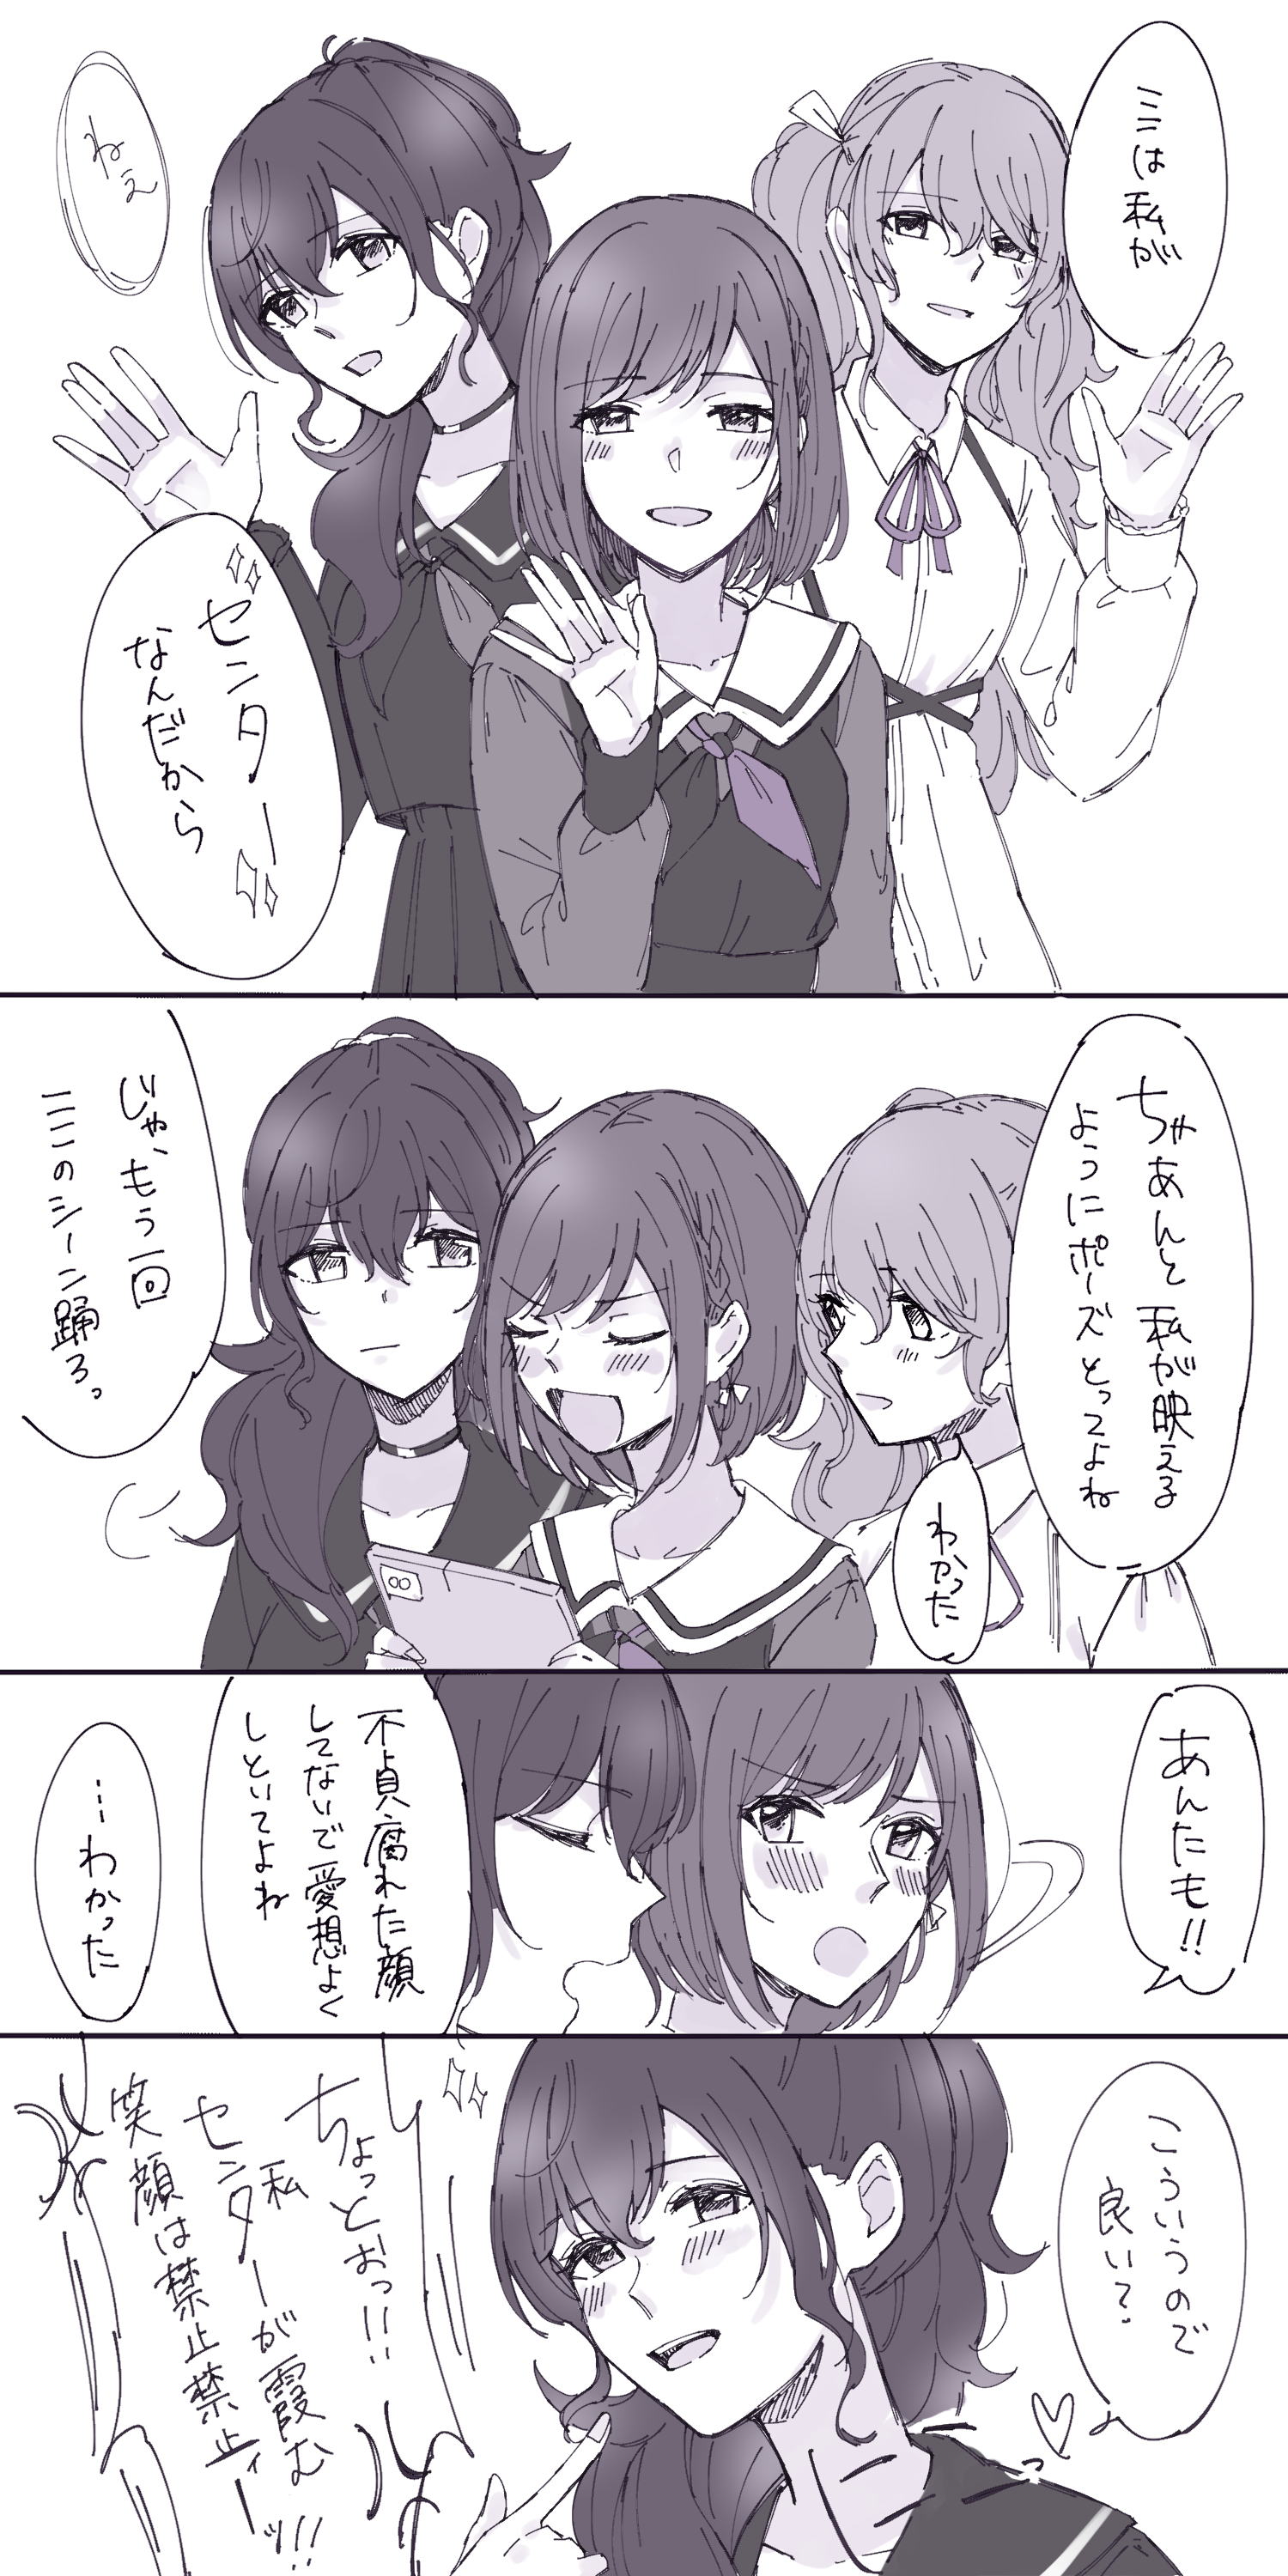 ここは私が
ねぇ
センター
なんだから
ちゃあんと私が映える
ようにポーズとってよね
わかった
じゃ、もう一回
ここのシーン踊ろ。
あんたも!!
不貞腐れた顔
してないで愛想よく
しといてよね
…わかった
こういうので
良い?
ちょっとおっ!!
私
センターが霞む
笑顔は禁止禁止ィーッ!!